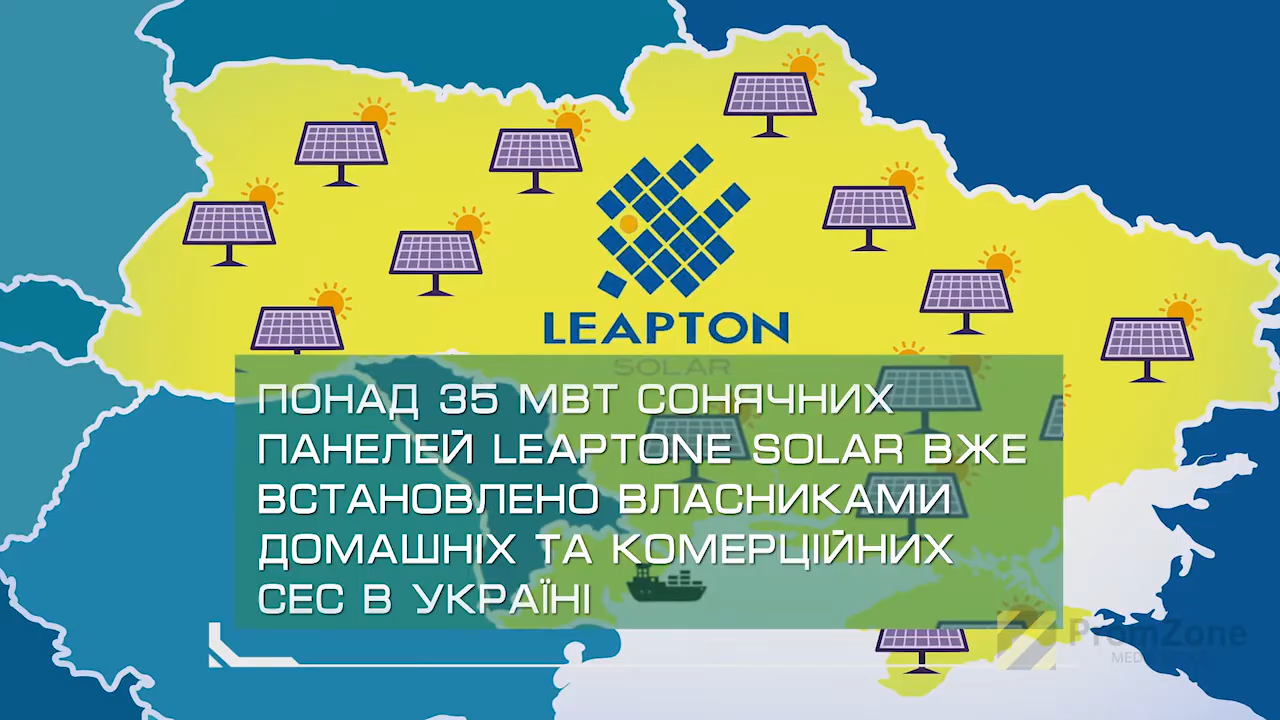 LEAPTON
SOLAR
ПОНАД 35 МВТ СОНЯЧНИХ
ПАНЕЛЕЙ LEAPTONE SOLAR ВЖЕ
ВСТАНОВЛЕНО ВЛАСНИКАМИ
ДОМАШНІХ ТА КОМЕРЦІЙНИХ
СЕС В УКРАЇНІ
PromZone